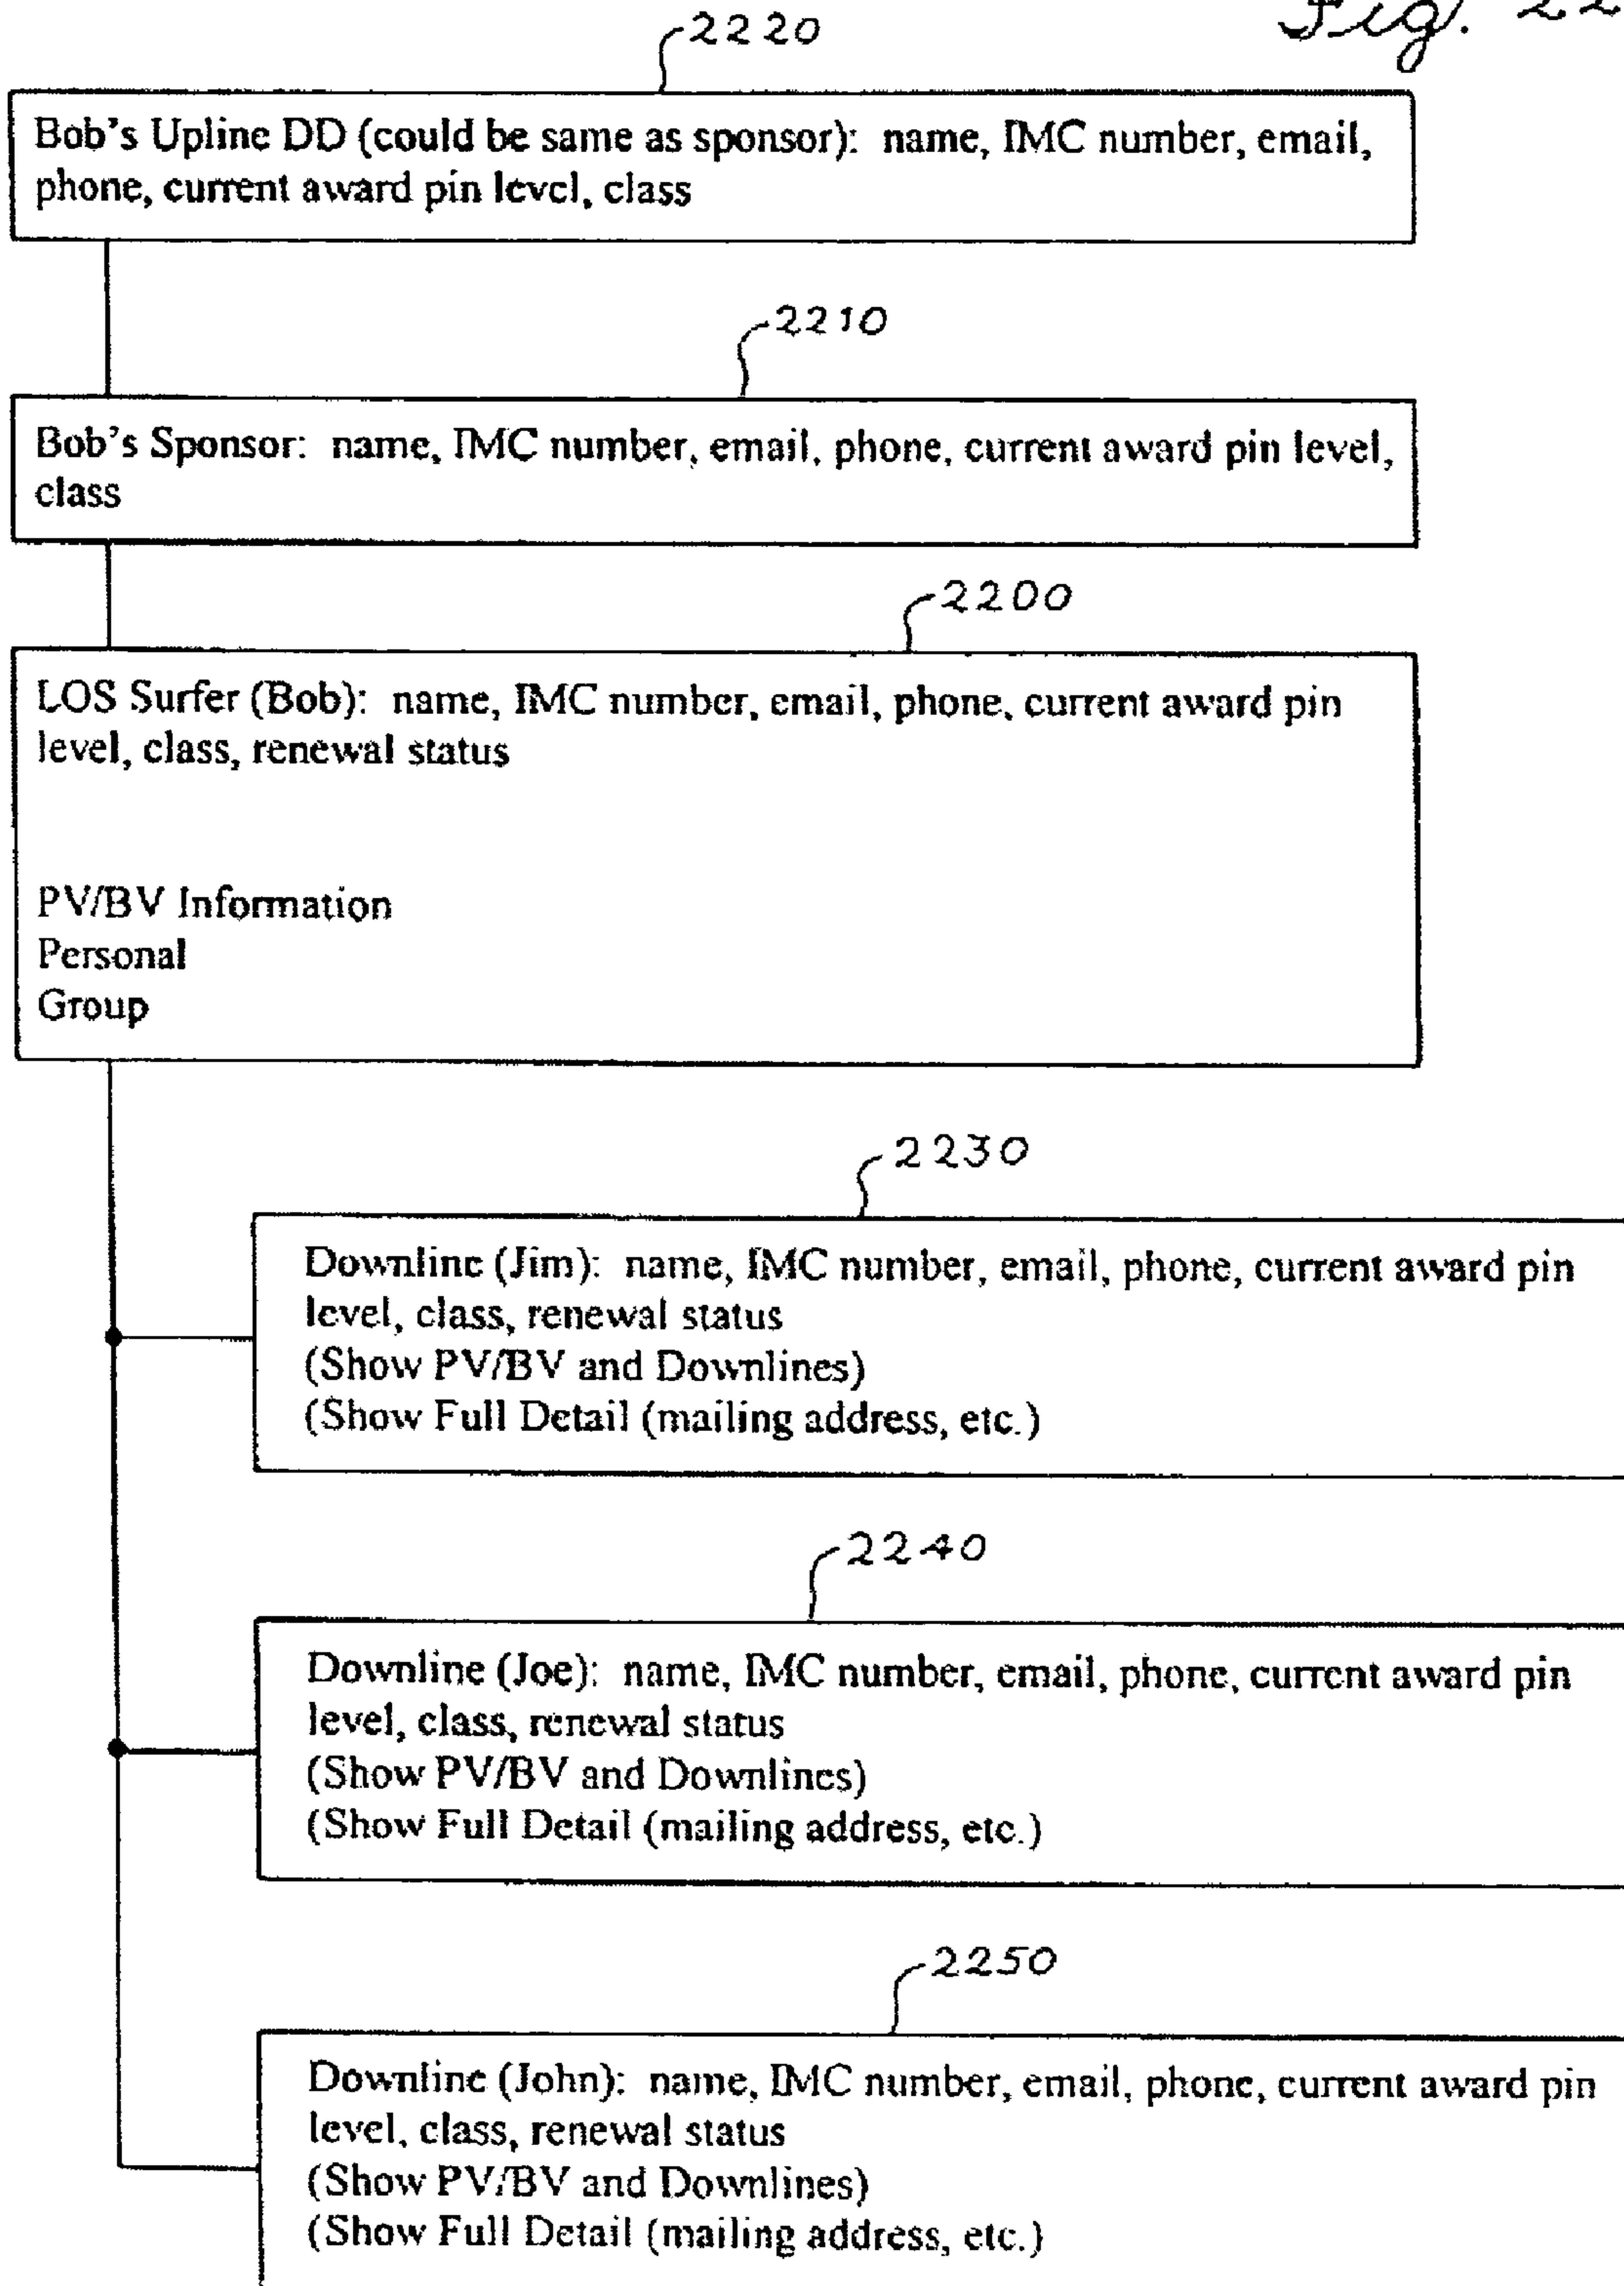 Fig. 22
2220
Bob's Upline DD (could be same as sponsor): name, IMC number, email,
phone, current award pin level, class
2210
Bob's Sponsor: name, IMC number, email, phone, current award pin level,
class
2200
LOS Surfer (Bob): name, IMC number, email, phone, current award pin
level, class, renewal status
PV/BV Information
Personal
Group
2230
Downline (Jim): name, IMC number, email, phone, current award pin
level, class, renewal status
(Show PV/BV and Downlines)
(Show Full Detail (mailing address, etc.)
2240
Downline (Joe): name, IMC number, email, phone, current award pin
level, class, renewal status
(Show PV/BV and Downlines)
(Show Full Detail (mailing address, etc.)
2250
Downline (John): name, IMC number, email, phone, current award pin
level, class, renewal status
(Show PV/BV and Downlines)
(Show Full Detail (mailing address, etc.)